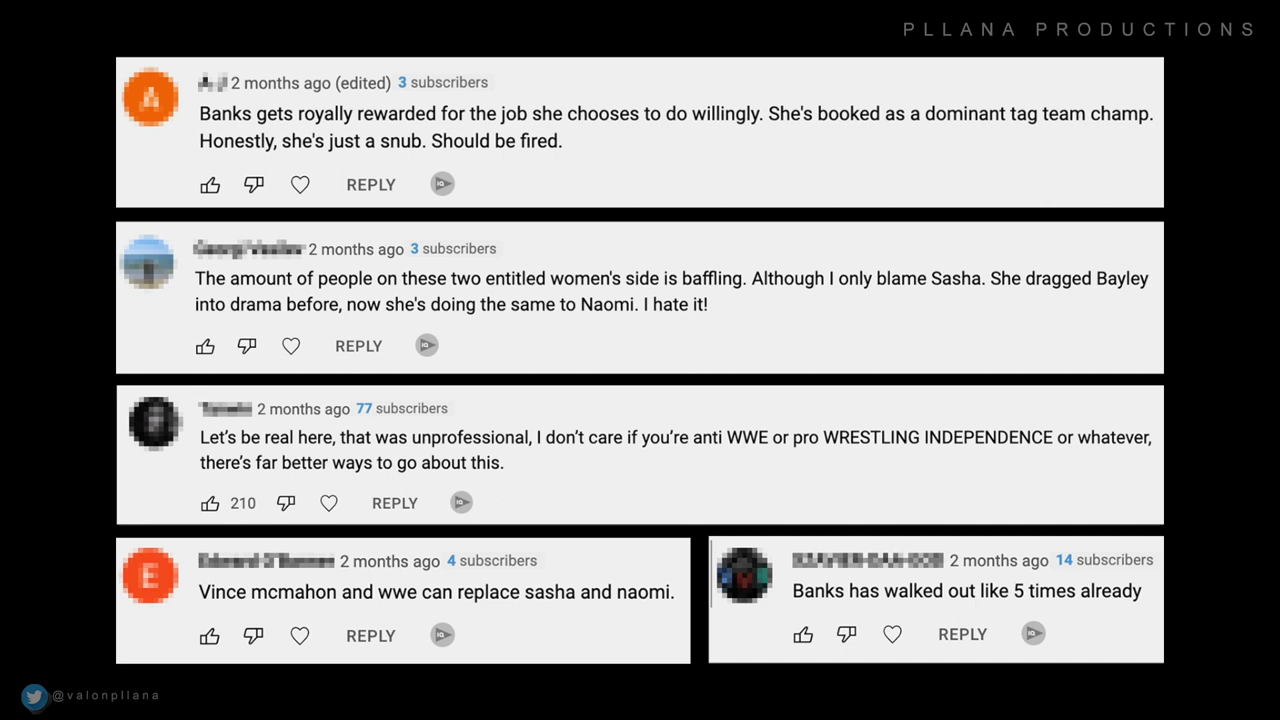 PLLANA PRODUCTIONS
2 months ago (edited) 3 subscribers
Banks gets royally rewarded for the job she chooses to do willingly. She's booked as a dominant tag team champ.
Honestly, she's just a snub. Should be fired.
REPLY
2 months ago 3 subscribers
The amount of people on these two entitled women's side is baffling. Although I only blame Sasha. She dragged Bayley
into drama before, now she's doing the same to Naomi. I hate it!
REPLY
2 months ago 77 subscribers
Let's be real here, that was unprofessional, I don't care if you're anti WWE or pro WRESTLING INDEPENDENCE or whatever,
there's far better ways to go about this.
210 REPLY
E 2 months ago 4 subscribers
Vince mcmahon and wwe can replace sasha and naomi.
REPLY
2 months ago 14 subscribers
Banks has walked out like 5 times already
REPLY
@valonpllana